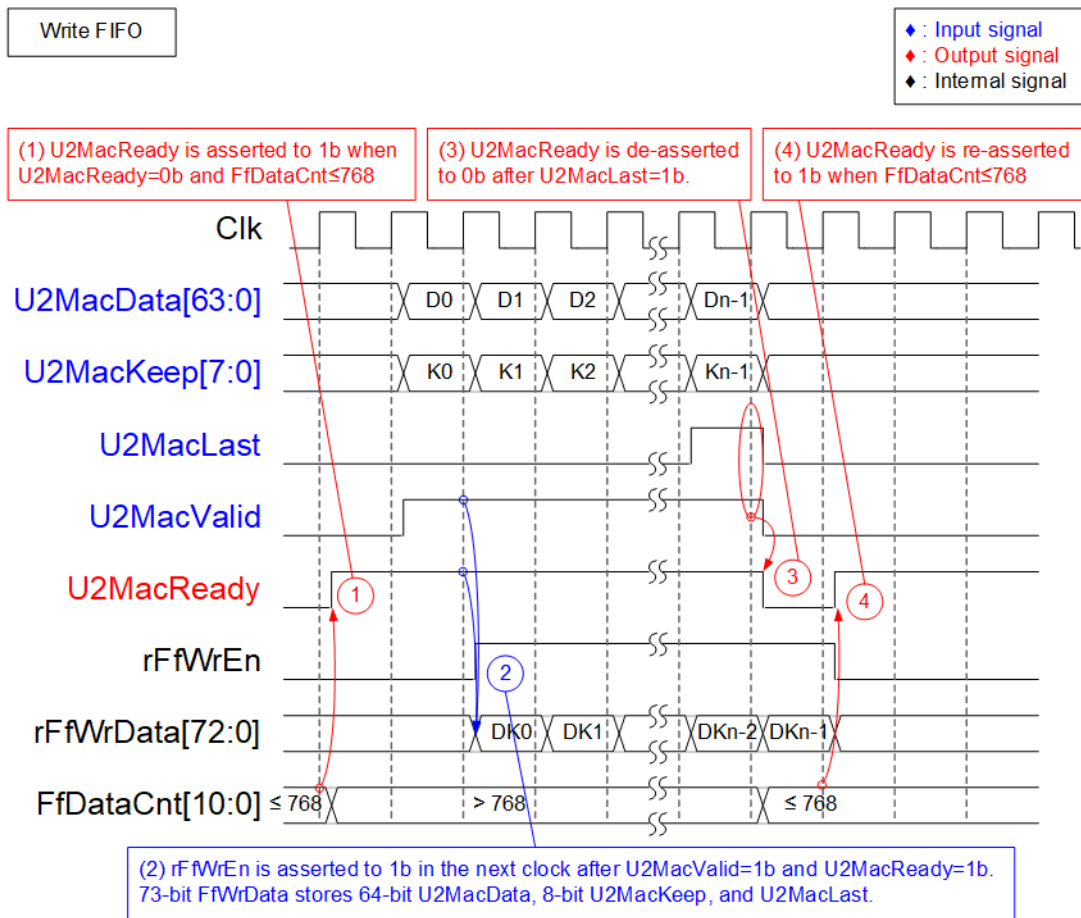 Write FIFO
♦ : Input signal
♦ : Output signal
♦ : Internal signal
(1) U2MacReady is asserted to 1b when
U2MacReady=0b and FfDataCnt≤768
(3) U2MacReady is de-asserted
to 0b after U2MacLast=1b.
(4) U2MacReady is re-asserted
to 1b when FfDataCnt≤768
Clk
U2MacData[63:0] D0 D1 D2 Dn-1
U2MacKeep[7:0] K0 K1 K2 Kn-1
U2MacLast
U2MacValid
U2MacReady 1 3 4
rFfWrEn 2
rFfWrData[72:0] DK0 DK1 DKn-2 DKn-1
FfDataCnt[10:0] ≤ 768 > 768 ≤ 768
(2) rFfWrEn is asserted to 1b in the next clock after U2MacValid=1b and U2MacReady=1b.
73-bit FfWrData stores 64-bit U2MacData, 8-bit U2MacKeep, and U2MacLast.